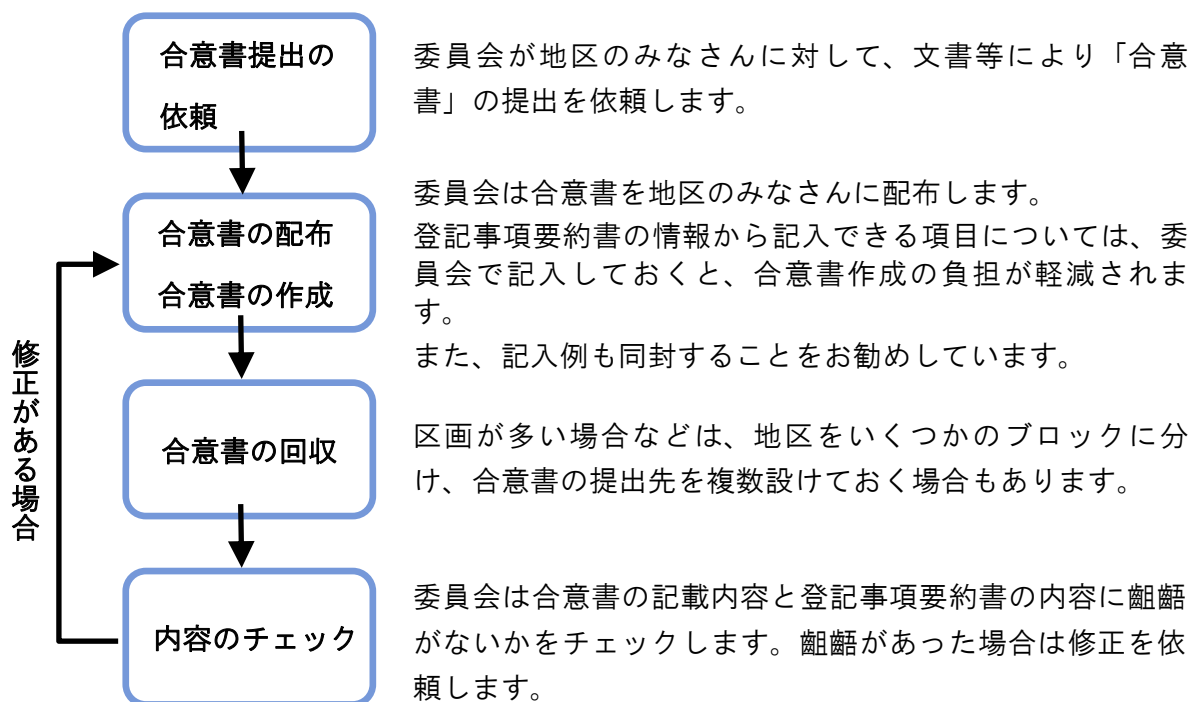 合意書提出の
依頼
委員会が地区のみなさんに対して、文書等により「合意
書」の提出を依頼します。
合意書の配布
合意書の作成
委員会は合意書を地区のみなさんに配布します。
登記事項要約書の情報から記入できる項目については、委
員会で記入しておくと、合意書作成の負担が軽減されま
す。
また、記入例も同封することをお勧めしています。
修正がある場合
合意書の回収
区画が多い場合などは、地区をいくつかのブロックに分
け、合意書の提出先を複数設けておく場合もあります。
内容のチェック
委員会は合意書の記載内容と登記事項要約書の内容に齟齬
がないかをチェックします。齟齬があった場合は修正を依
頼します。